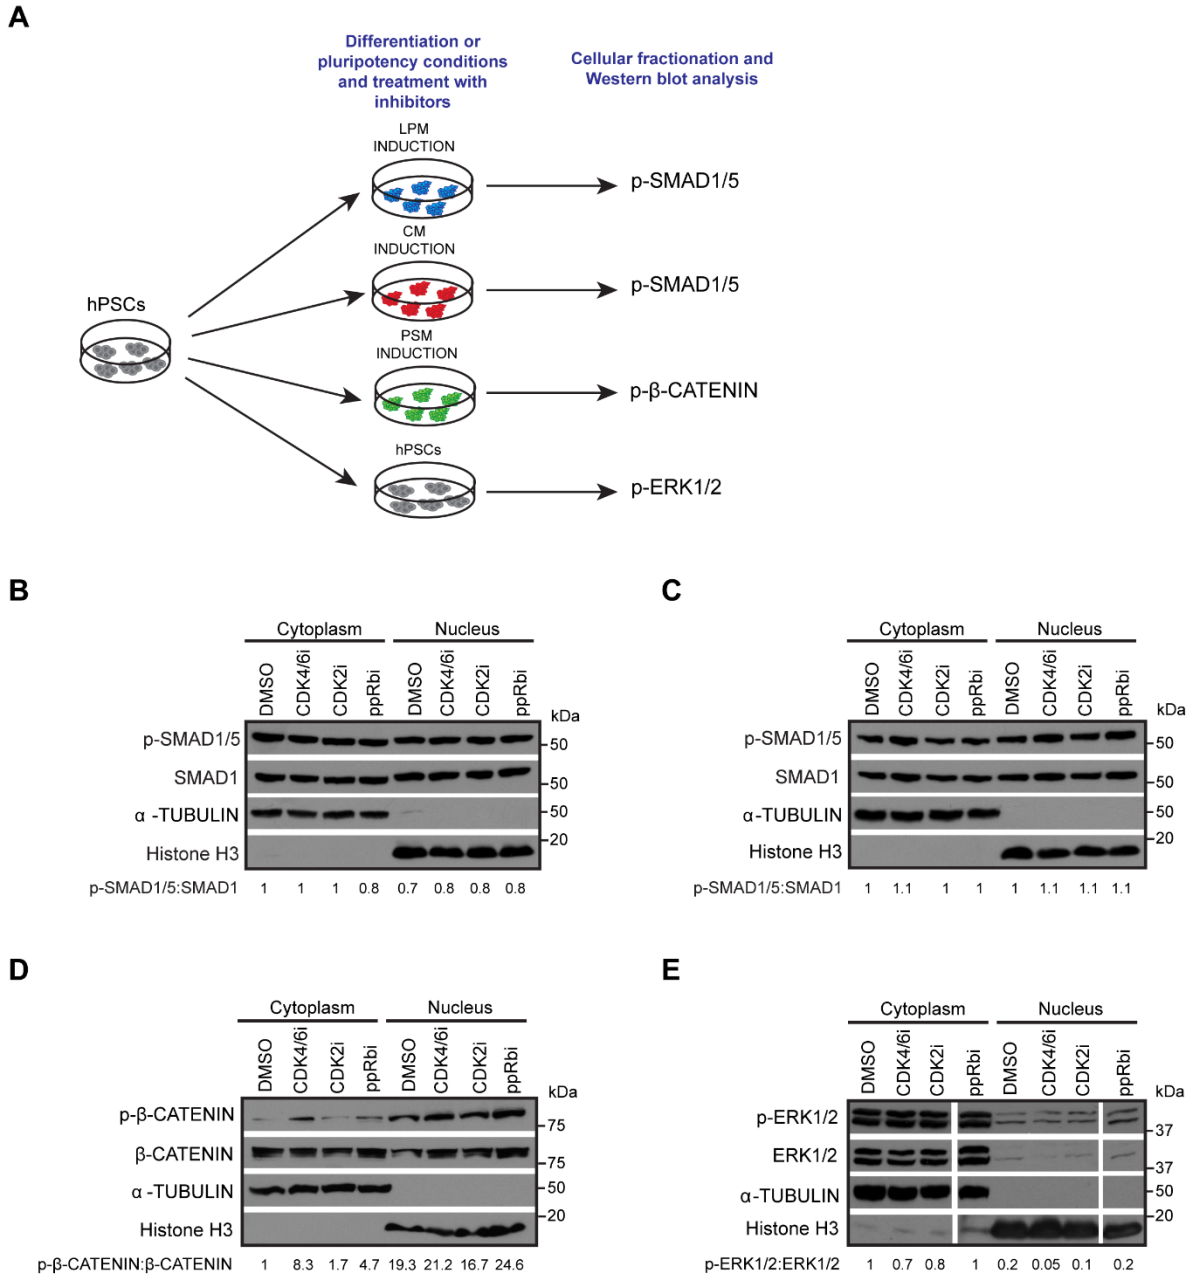 A
Differentiation or
pluripotency conditions
and treatment with
inhibitors
Cellular fractionation and
Western blot analysis
LPM
INDUCTION
p-SMAD1/5
CM
INDUCTION
p-SMAD1/5
hPSCs
PSM
INDUCTION
p-β-CATENIN
hPSCs
p-ERK1/2
B
Cytoplasm Nucleus
DMSO CDK4/6i CDK2i ppRbi DMSO CDK4/6i CDK2i ppRbi
kDa
p-SMAD1/5 50
SMAD1 50
α-TUBULIN 50
20
Histone H3
p-SMAD1/5:SMAD1 1 1 1 0.8 0.7 0.8 0.8 0.8
C
Cytoplasm Nucleus
DMSO CDK4/6i CDK2i ppRbi DMSO CDK4/6i CDK2i ppRbi
kDa
p-SMAD1/5 50
SMAD1 50
α-TUBULIN 50
20
Histone H3
p-SMAD1/5:SMAD1 1 1.1 1 1 1 1.1 1.1 1.1
D
Cytoplasm Nucleus
DMSO CDK4/6i CDK2i ppRbi DMSO CDK4/6i CDK2i ppRbi
kDa
p-β-CATENIN 75
β-CATENIN 75
α-TUBULIN 50
20
Histone H3
p-β-CATENIN:β-CATENIN 1 8.3 1.7 4.7 19.3 21.2 16.7 24.6
E
Cytoplasm Nucleus
DMSO CDK4/6i CDK2i ppRbi DMSO CDK4/6i CDK2i ppRbi
kDa
p-ERK1/2 37
ERK1/2 37
α-TUBULIN 50
20
Histone H3
p-ERK1/2:ERK1/2 1 0.7 0.8 1 0.2 0.05 0.1 0.2